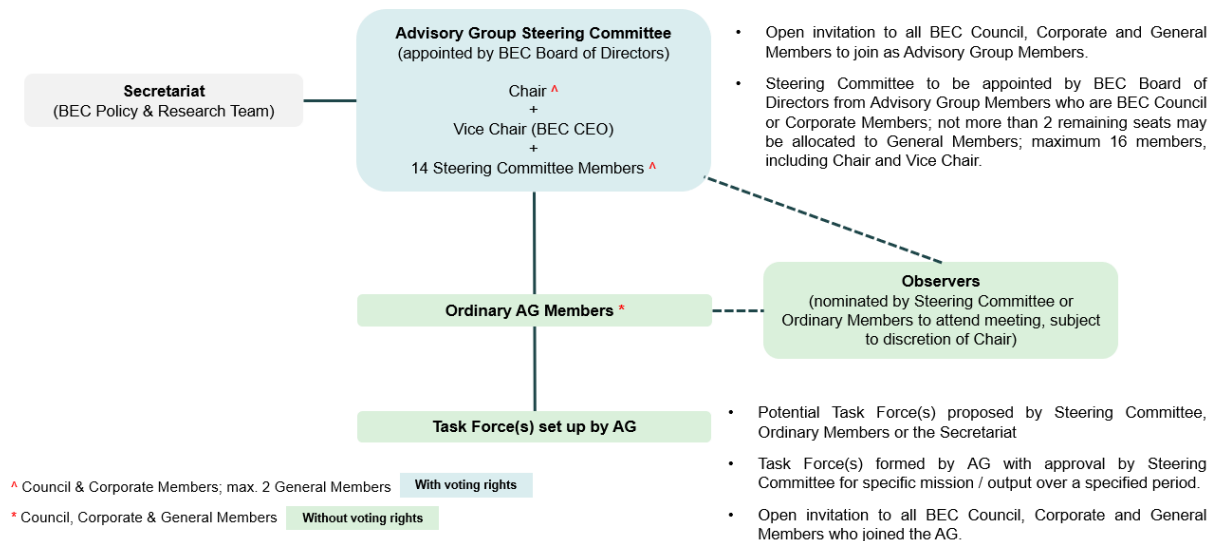 Advisory Group Steering Committee
(appointed by BEC Board of Directors)
Chair ^
+
Vice Chair (BEC CEO)
+
14 Steering Committee Members ^
Secretariat
(BEC Policy & Research Team)
• Open invitation to all BEC Council, Corporate and General
Members to join as Advisory Group Members.
• Steering Committee to be appointed by BEC Board of
Directors from Advisory Group Members who are BEC Council
or Corporate Members; not more than 2 remaining seats may
be allocated to General Members; maximum 16 members,
including Chair and Vice Chair.
Observers
(nominated by Steering Committee or
Ordinary Members to attend meeting, subject
to discretion of Chair)
Ordinary AG Members *
Task Force(s) set up by AG
• Potential Task Force(s) proposed by Steering Committee,
Ordinary Members or the Secretariat
• Task Force(s) formed by AG with approval by Steering
Committee for specific mission / output over a specified period.
• Open invitation to all BEC Council, Corporate and General
Members who joined the AG.
^ Council & Corporate Members; max. 2 General Members With voting rights
* Council, Corporate & General Members Without voting rights